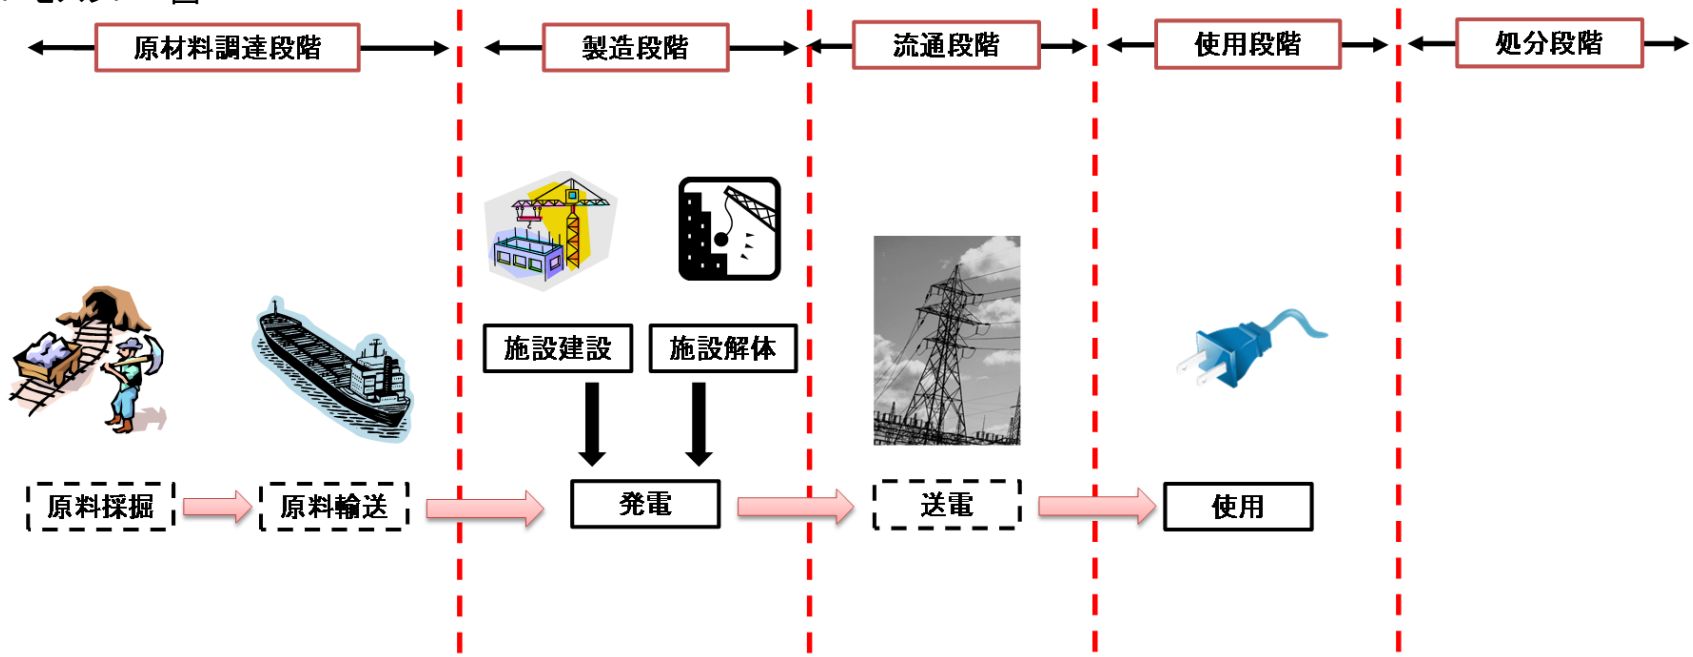 原材料調達段階
製造段階
流通段階
使用段階
処分段階
施設建設
施設解体
原料採掘
原料輸送
発電
送電
使用